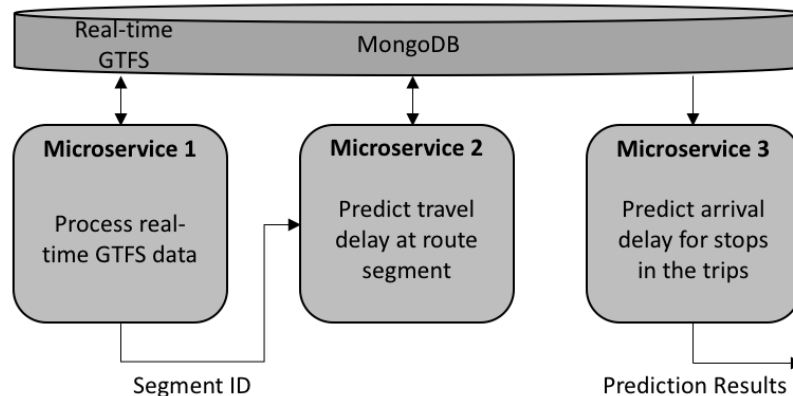 Real-time
GTFS
MongoDB
Microservice 1
Process real-
time GTFS data
Microservice 2
Predict travel
delay at route
segment
Microservice 3
Predict arrival
delay for stops
in the trips
Segment ID
Prediction Results